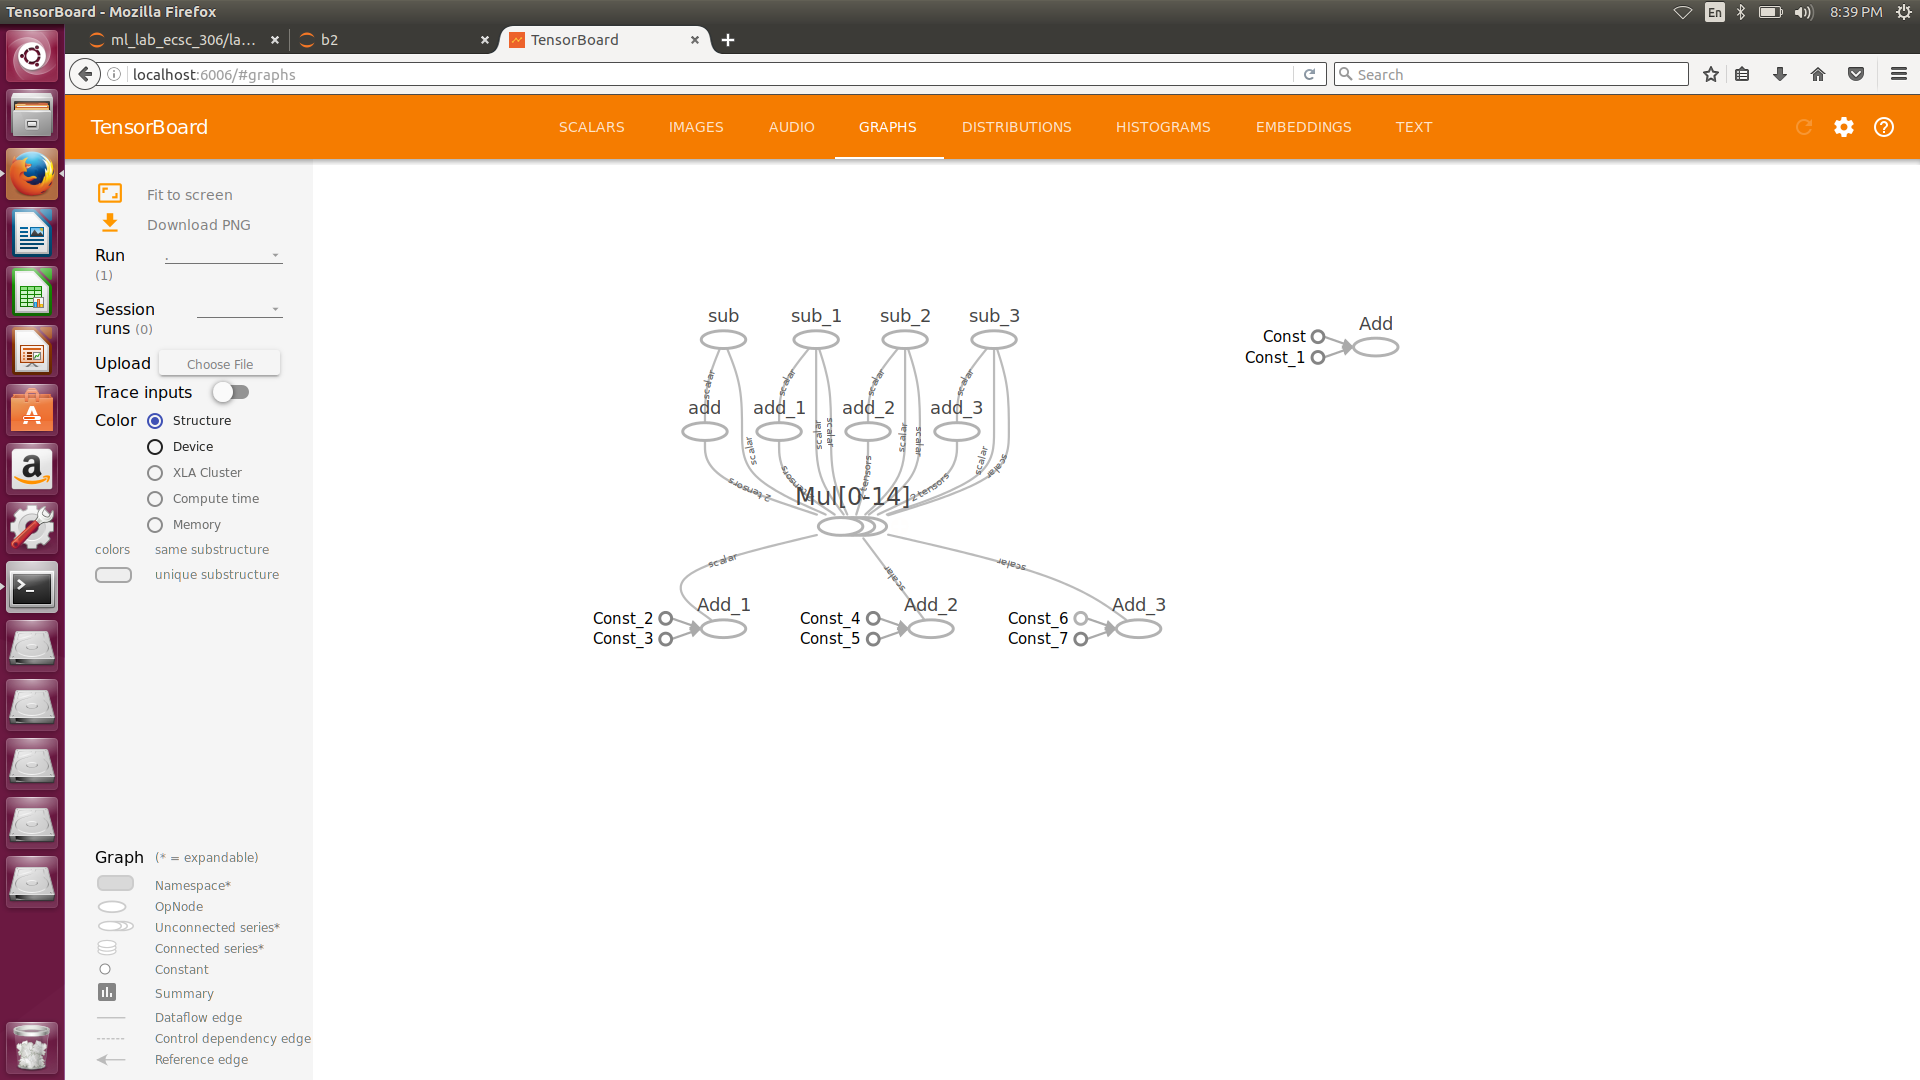 TensorBoard - Mozilla Firefox
En
8:39 PM
ml_lab_ecsc_306/la...
b2
TensorBoard
localhost:6006/#graphs
Search
TensorBoard
SCALARS
IMAGES
AUDIO
GRAPHS
DISTRIBUTIONS
HISTOGRAMS
EMBEDDINGS
TEXT
Fit to screen
Download PNG
Run
(1)
.
Session
runs (0)
Upload
Choose File
Trace inputs
Color
Structure
Device
XLA Cluster
Compute time
Memory
colors
same substructure
unique substructure
Graph
(* = expandable)
Namespace*
OpNode
Unconnected series*
Connected series*
Constant
Summary
Dataflow edge
Control dependency edge
Reference edge
sub
sub_1
sub_2
sub_3
scalar
scalar
scalar
scalar
add
add_1
add_2
add_3
scalar
scalar
scalar
scalar
scalar
scalar
scalar
2 tensors
2 tensors
2 tensors
2 tensors
Mul[0-14]
scalar
scalar
scalar
Const_2
Const_3
Add_1
Const_4
Const_5
Add_2
Const_6
Const_7
Add_3
Const
Const_1
Add